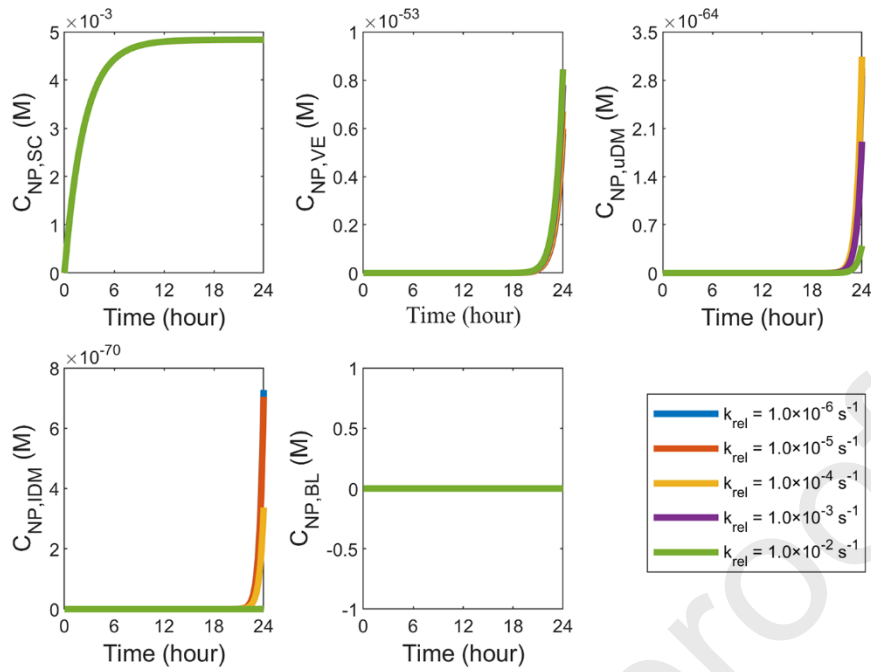 ×10⁻³
5
4
3
2
1
0
C_NP,SC (M)
0 6 12 18 24
Time (hour)
×10⁻⁵³
1
0.8
0.6
0.4
0.2
0
C_NP,VE (M)
0 6 12 18 24
Time (hour)
×10⁻⁶⁴
3.5
2.8
2.1
1.4
0.7
0
C_NP,uDM (M)
0 6 12 18 24
Time (hour)
×10⁻⁷⁰
8
6
4
2
0
C_NP,lDM (M)
0 6 12 18 24
Time (hour)
1
0.5
0
-0.5
-1
C_NP,BL (M)
0 6 12 18 24
Time (hour)
k_rel = 1.0×10⁻⁶ s⁻¹
k_rel = 1.0×10⁻⁵ s⁻¹
k_rel = 1.0×10⁻⁴ s⁻¹
k_rel = 1.0×10⁻³ s⁻¹
k_rel = 1.0×10⁻² s⁻¹